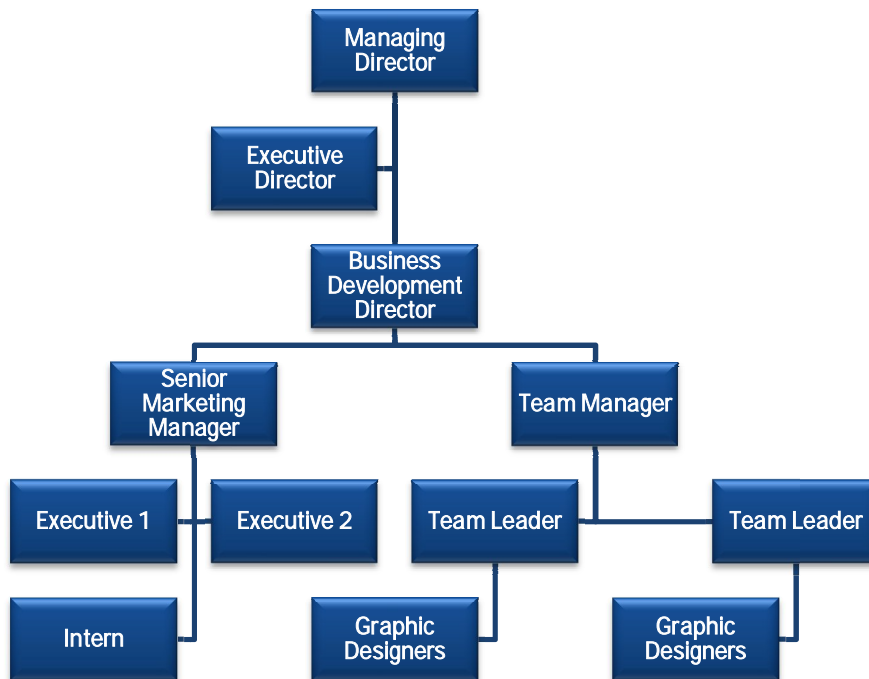 Managing
Director
Executive
Director
Business
Development
Director
Senior
Marketing
Manager
Team Manager
Executive 1
Executive 2
Team Leader
Team Leader
Intern
Graphic
Designers
Graphic
Designers